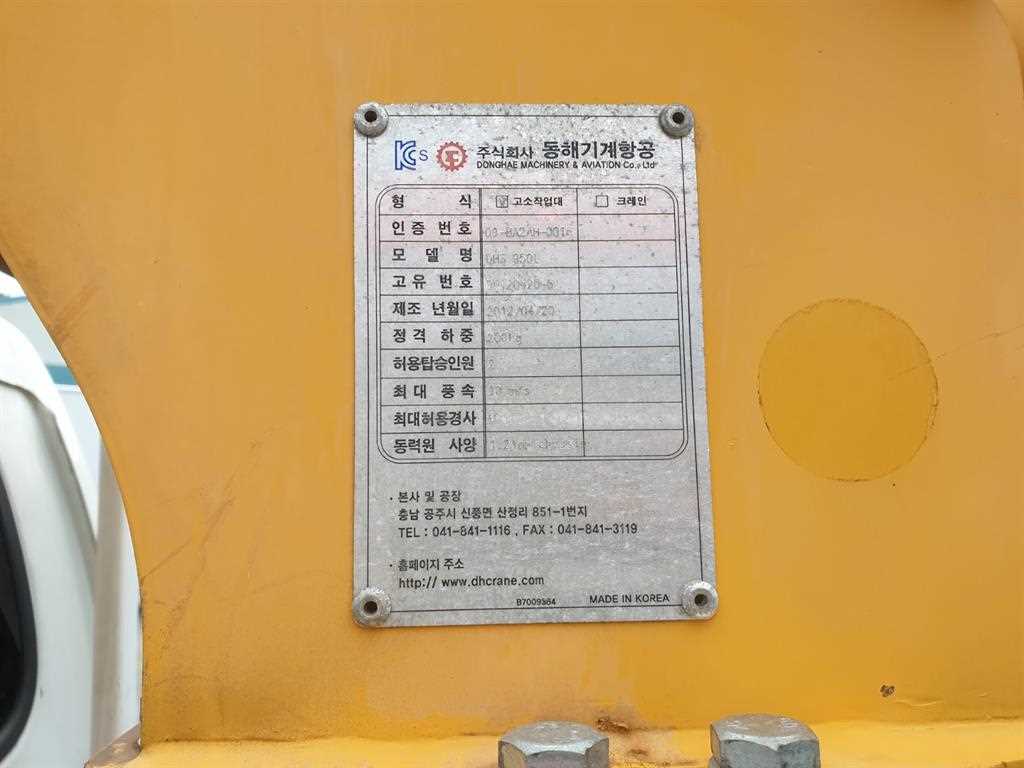 KCs 주식회사 동해기계항공
DONGHAE MACHINERY & AVIATION Co., Ltd
형 식 ☑ 고소작업대 ☐ 크레인
인증 번호
모 델 명
고유 번호
제조 년월일 2012/04/20
정격 하중
허용탑승인원 2
최대 풍속
최대허용경사
동력원 사양
· 본사 및 공장
충남 공주시 신풍면 산정리 851-1번지
TEL : 041-841-1116 , FAX : 041-841-3119
· 홈페이지 주소
http:// www.dhcrane.com
B7009364 MADE IN KOREA